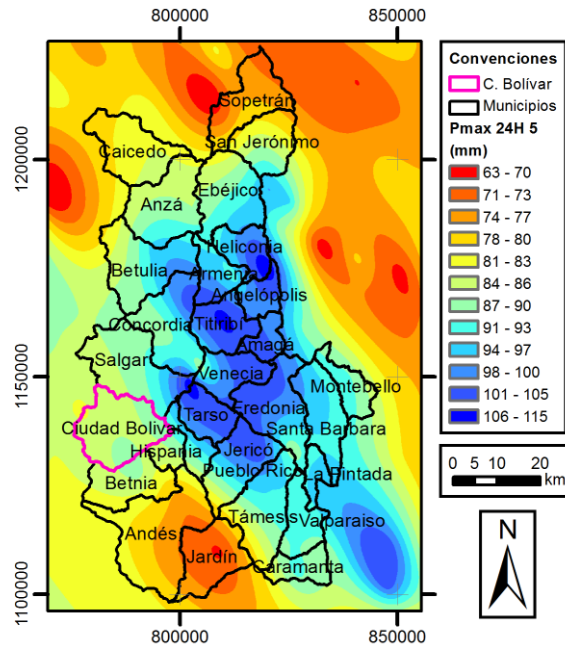 800000 850000
1200000
1150000
1100000
Sopetrán
San Jerónimo
Caicedo
Ebéjico
Anzá
Heliconia
Betulia
Armenia
Angelópolis
Concordia
Titiribí
Amagá
Salgar
Venecia
Montebello
Tarso
Fredonia
Ciudad Bolivar
Santa Barbara
Hispania
Jericó
Pueblo Rico
La Pintada
Betnia
Támesis
Valparaiso
Andés
Jardín
Caramanta
800000 850000
Convenciones
C. Bolívar
Municipios
Pmax 24H 5
(mm)
63 - 70
71 - 73
74 - 77
78 - 80
81 - 83
84 - 86
87 - 90
91 - 93
94 - 97
98 - 100
101 - 105
106 - 115
0 5 10 20
km
N